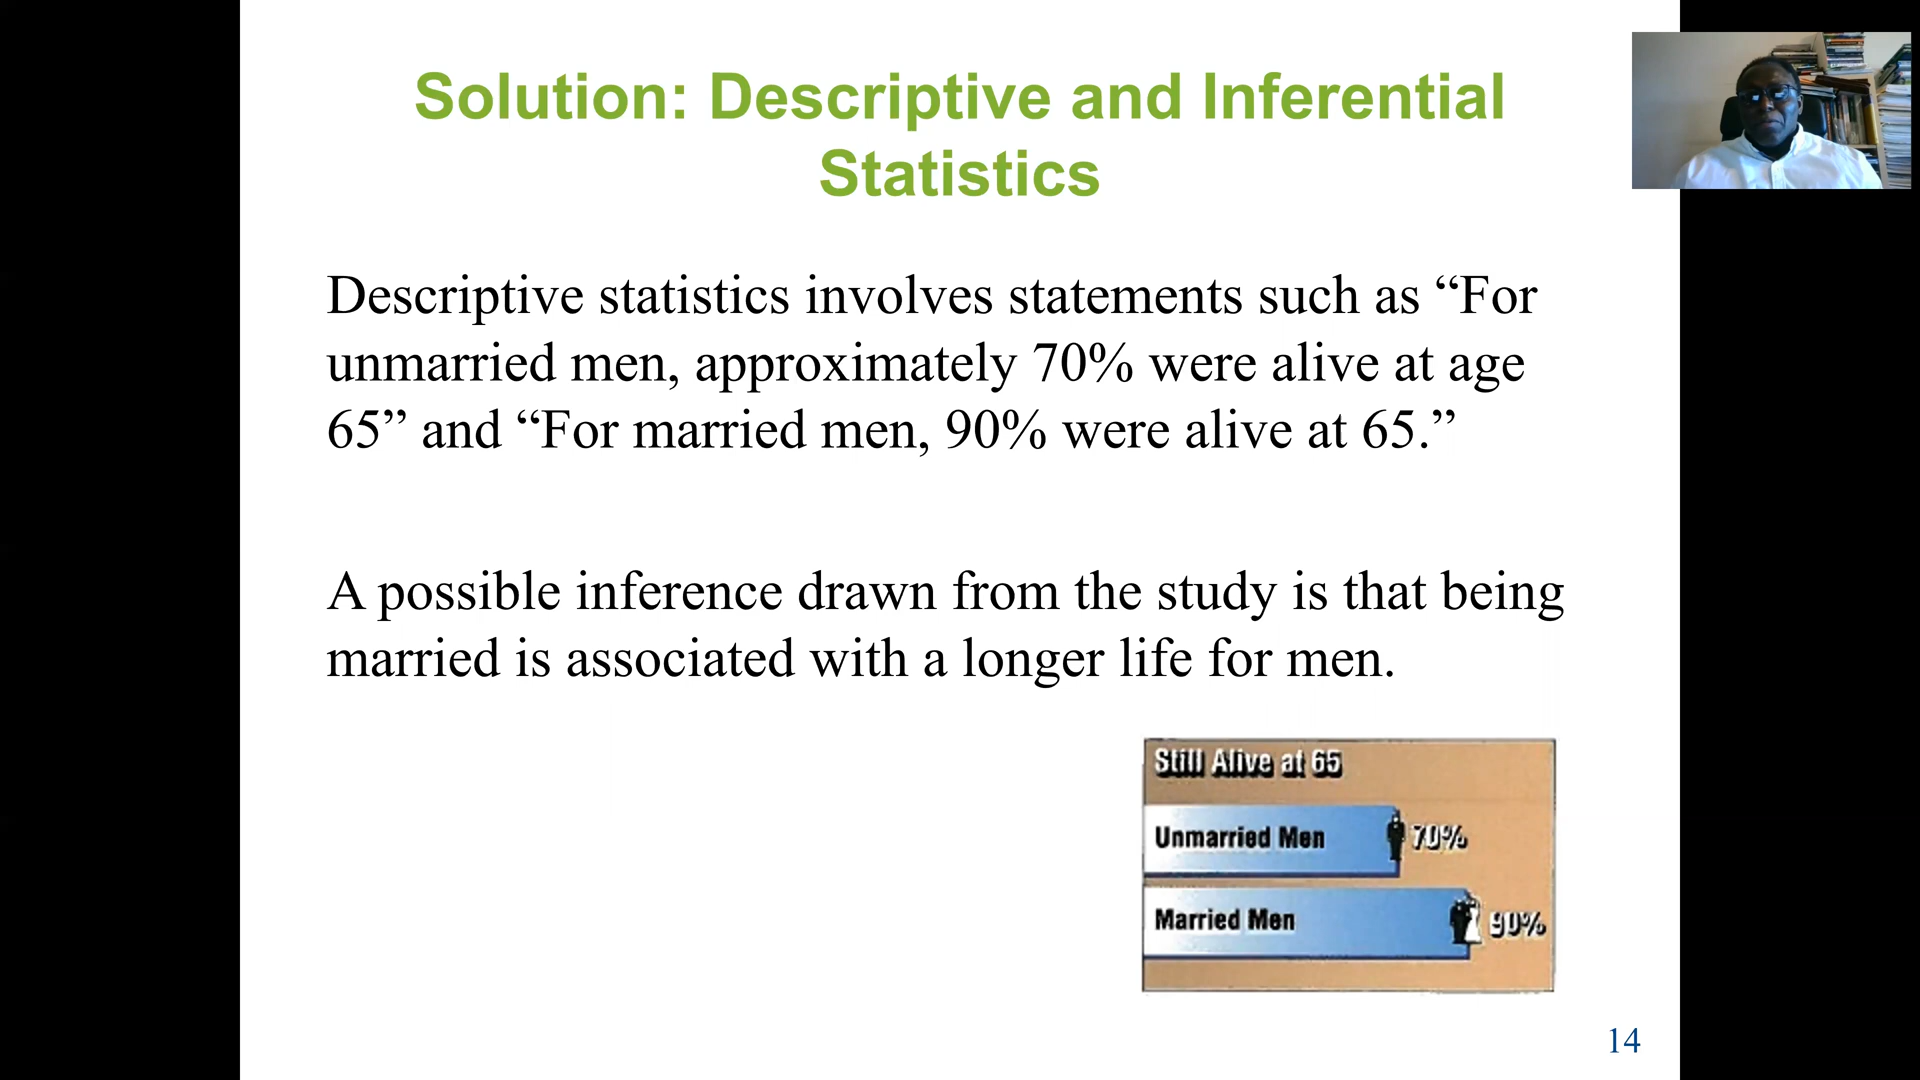 Solution: Descriptive and Inferential
Statistics
Descriptive statistics involves statements such as “For
unmarried men, approximately 70% were alive at age
65” and “For married men, 90% were alive at 65.”
A possible inference drawn from the study is that being
married is associated with a longer life for men.
Still Alive at 65
Unmarried Men 70%
Married Men 90%
14